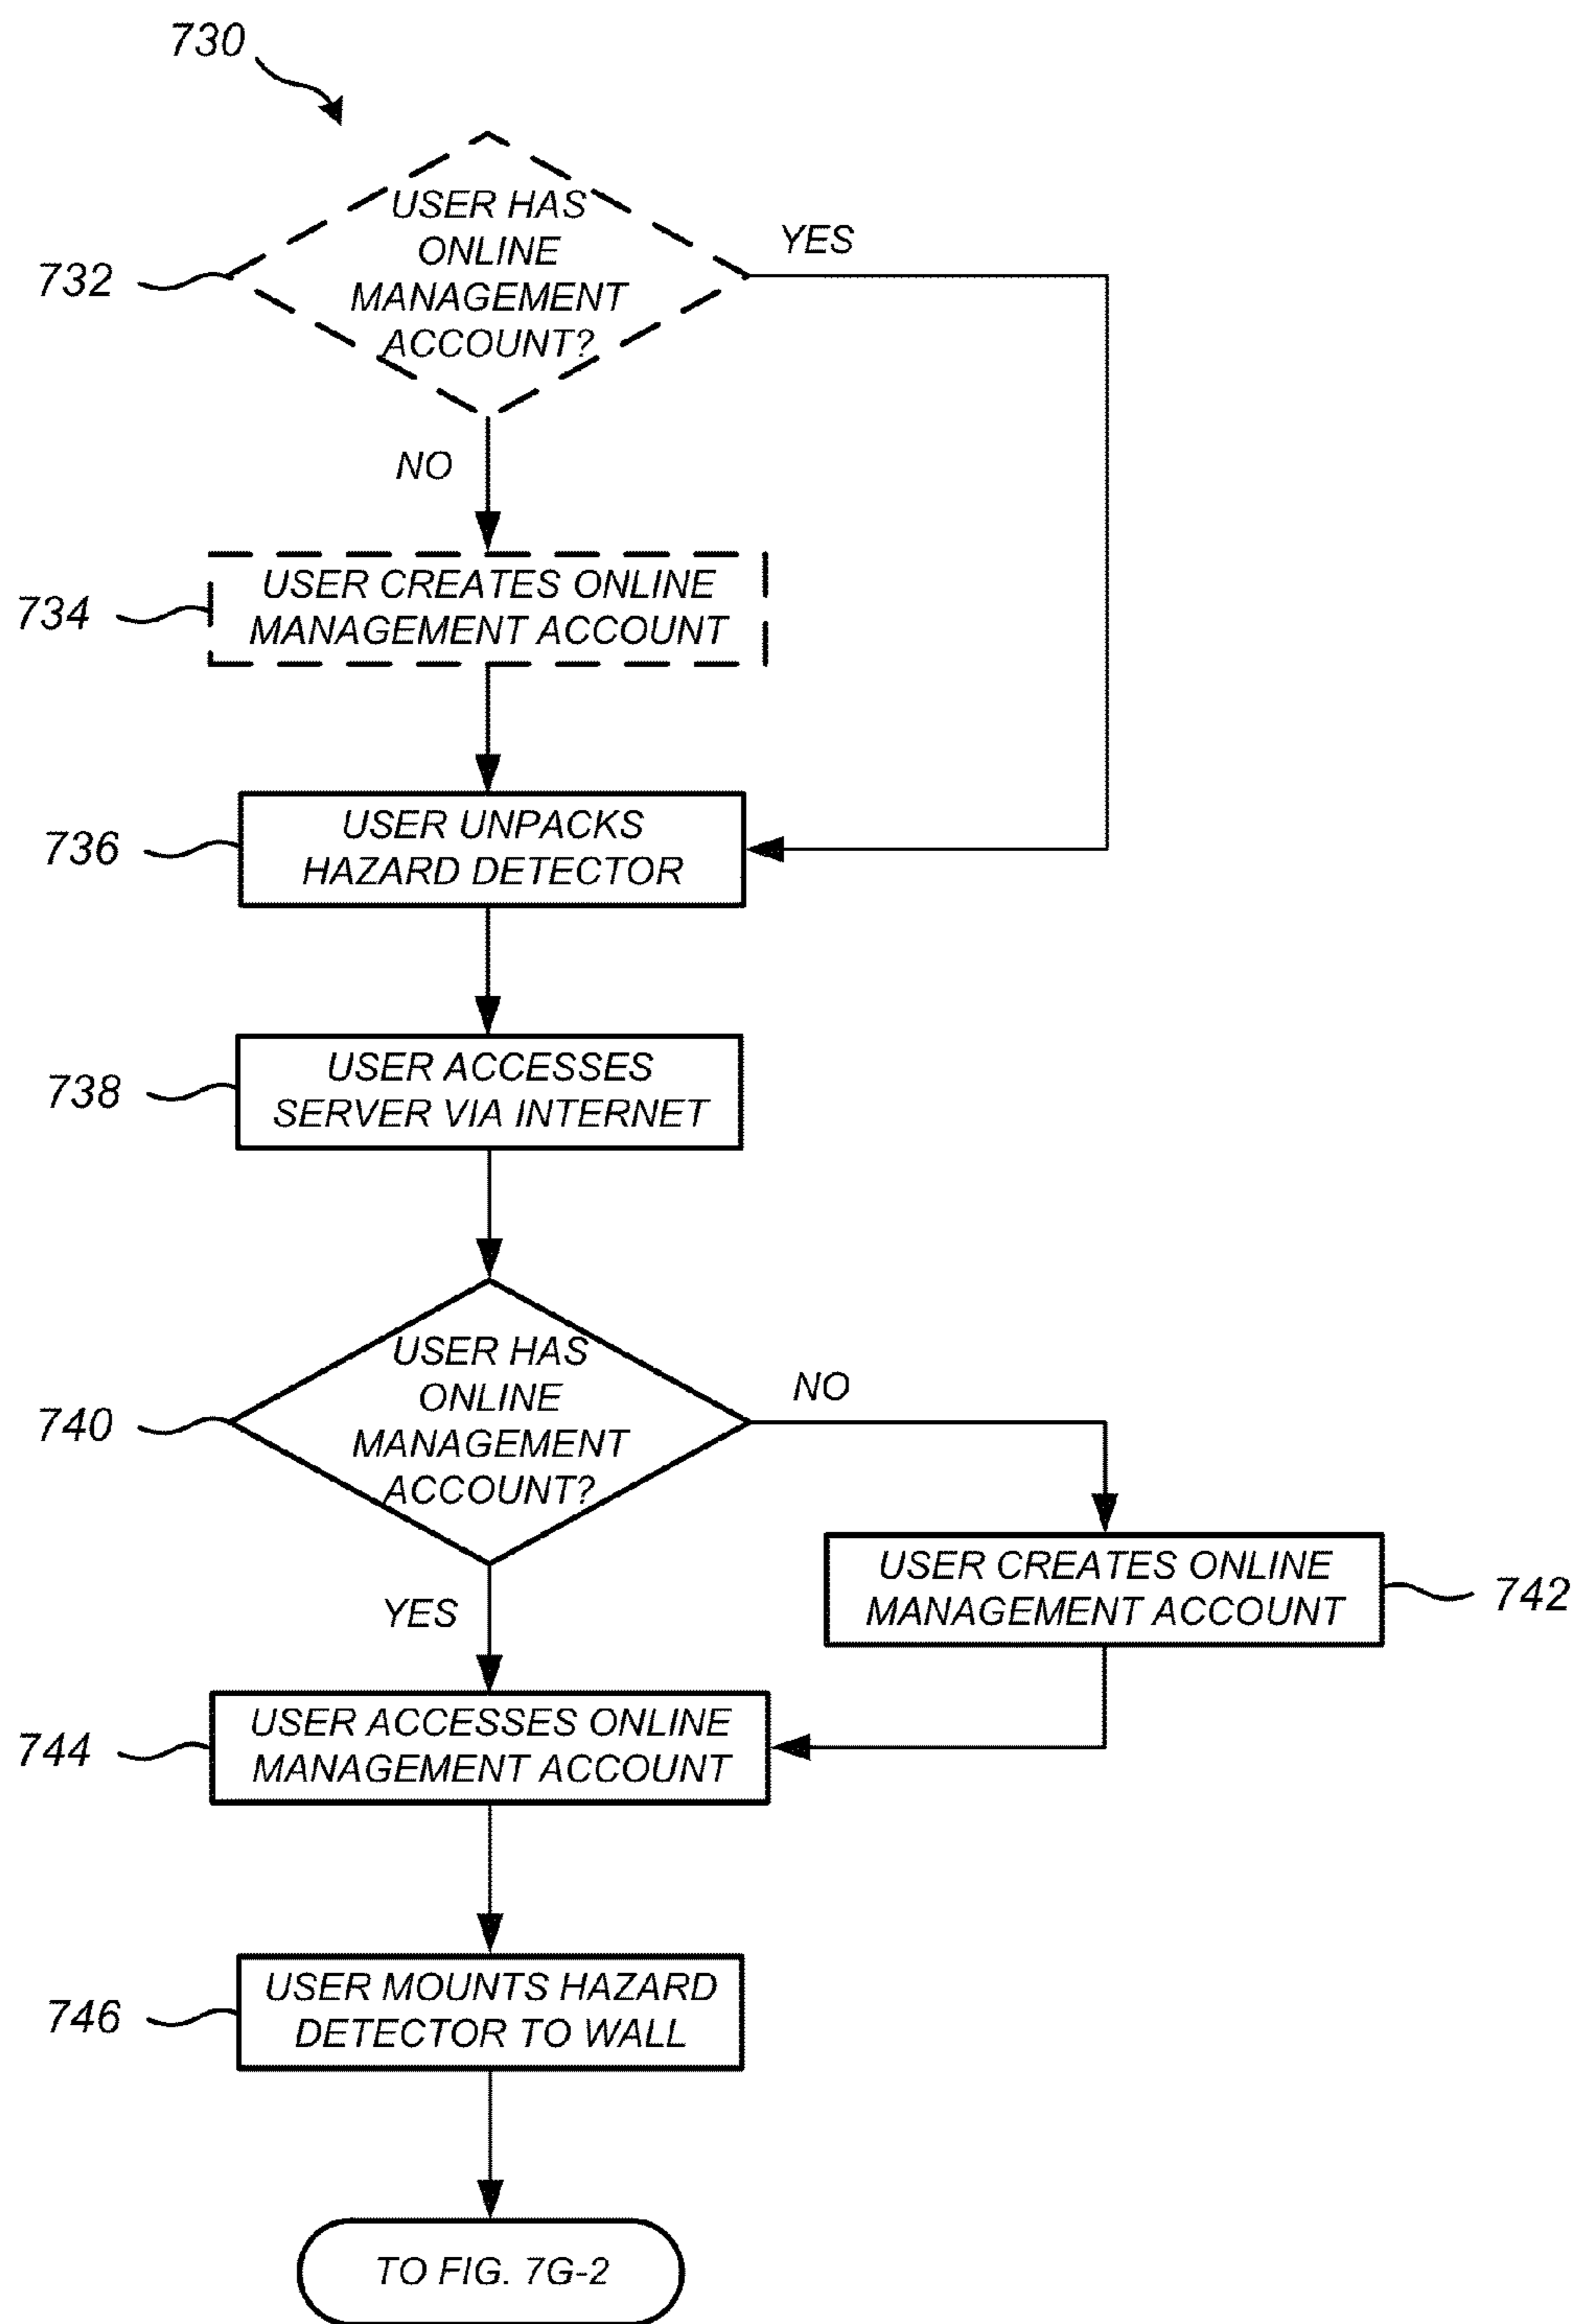 730
USER HAS
ONLINE
MANAGEMENT
ACCOUNT?
YES
732
NO
USER CREATES ONLINE
MANAGEMENT ACCOUNT
734
USER UNPACKS
HAZARD DETECTOR
736
USER ACCESSES
SERVER VIA INTERNET
738
USER HAS
ONLINE
MANAGEMENT
ACCOUNT?
NO
740
USER CREATES ONLINE
MANAGEMENT ACCOUNT
742
YES
USER ACCESSES ONLINE
MANAGEMENT ACCOUNT
744
USER MOUNTS HAZARD
DETECTOR TO WALL
746
TO FIG. 7G-2